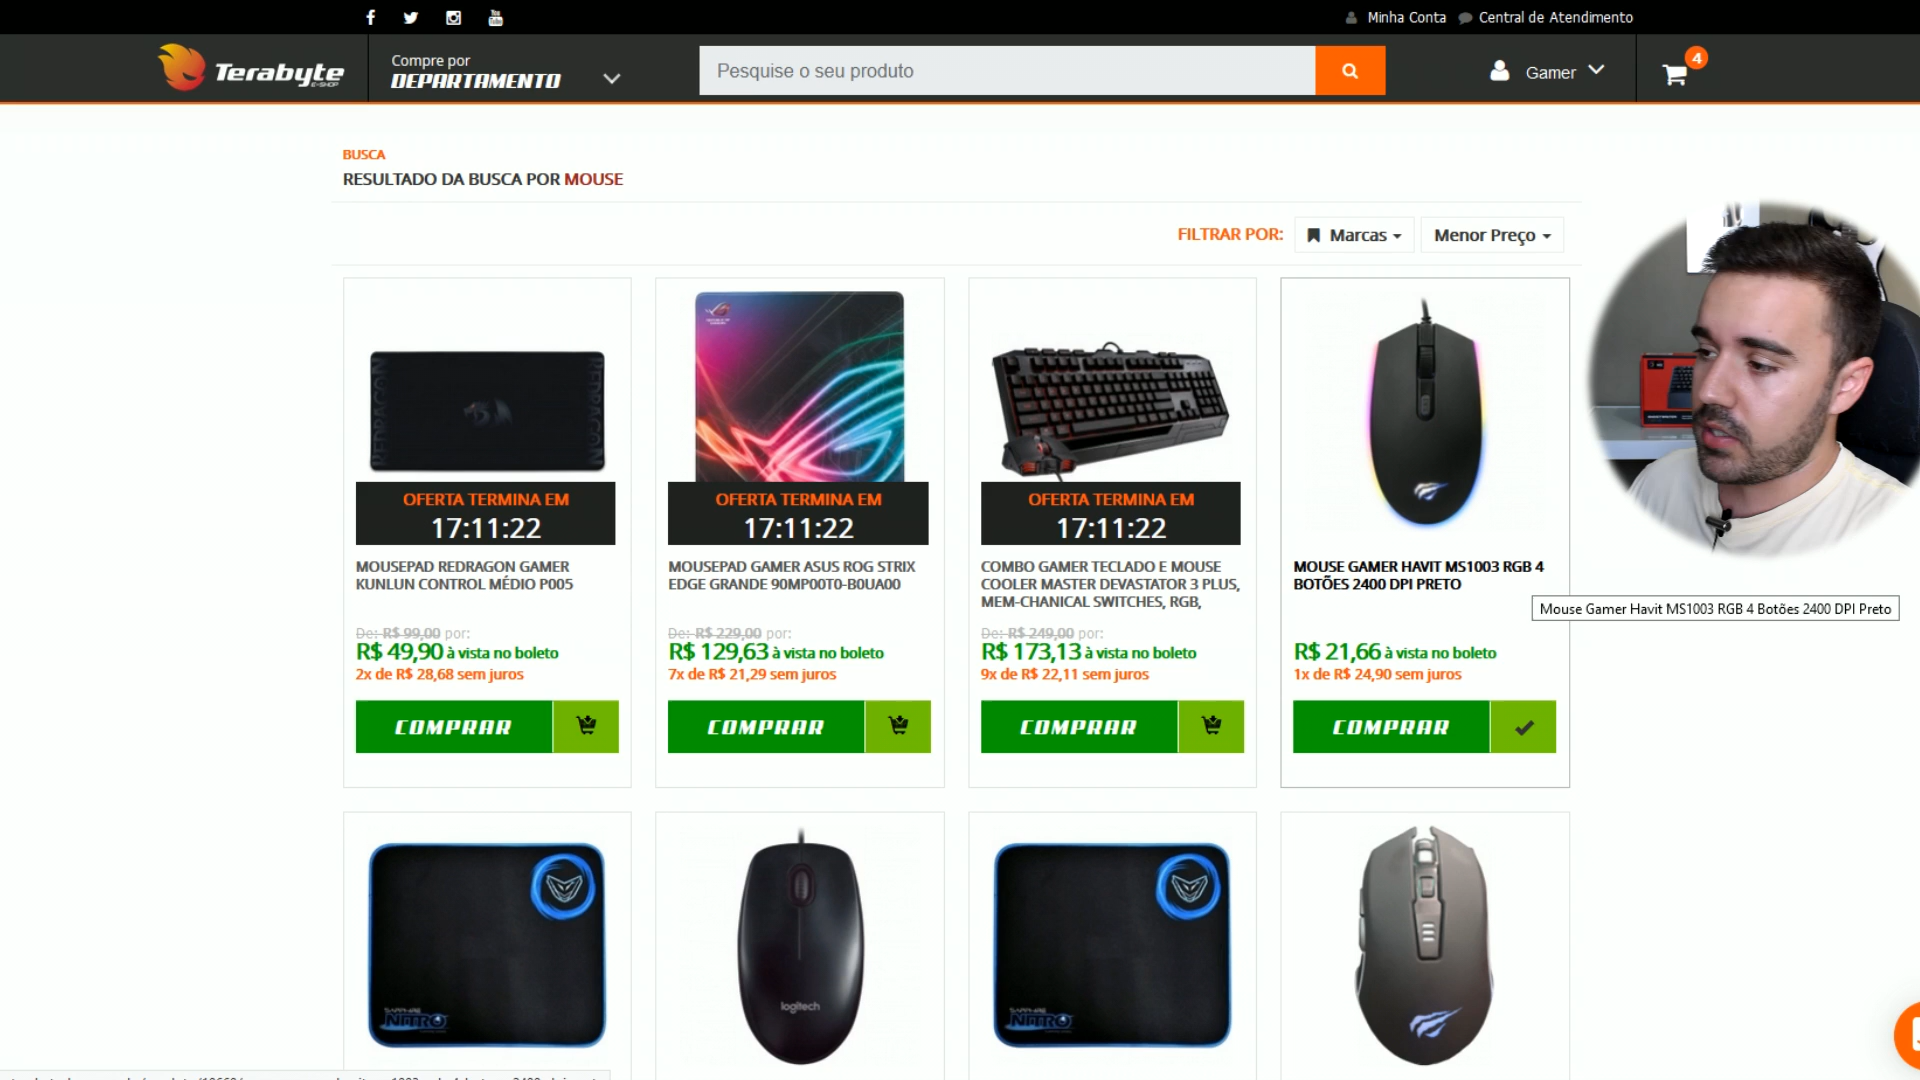 Minha Conta
Central de Atendimento
Terabyte
E-SHOP
Compre por
DEPARTAMENTO
Pesquise o seu produto
Gamer
4
BUSCA
RESULTADO DA BUSCA POR MOUSE
FILTRAR POR:
Marcas
Menor Preço
REDRAGON
REDRAGON
OFERTA TERMINA EM
17:11:22
MOUSEPAD REDRAGON GAMER
KUNLUN CONTROL MÉDIO P005
De: R$ 99,00 por:
R$ 49,90 à vista no boleto
2x de R$ 28,68 sem juros
COMPRAR
OFERTA TERMINA EM
17:11:22
MOUSEPAD GAMER ASUS ROG STRIX
EDGE GRANDE 90MP00T0-B0UA00
De: R$ 229,00 por:
R$ 129,63 à vista no boleto
7x de R$ 21,29 sem juros
COMPRAR
OFERTA TERMINA EM
17:11:22
COMBO GAMER TECLADO E MOUSE
COOLER MASTER DEVASTATOR 3 PLUS,
MEM-CHANICAL SWITCHES, RGB,
De: R$ 249,00 por:
R$ 173,13 à vista no boleto
9x de R$ 22,11 sem juros
COMPRAR
MOUSE GAMER HAVIT MS1003 RGB 4
BOTÕES 2400 DPI PRETO
Mouse Gamer Havit MS1003 RGB 4 Botões 2400 DPI Preto
R$ 21,66 à vista no boleto
1x de R$ 24,90 sem juros
COMPRAR
SAPPHIRE
NITRO
logitech
SAPPHIRE
NITRO